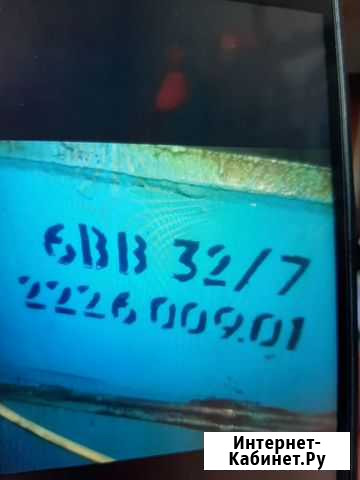 6ВВ 32/7
2226 009.01
Интернет-
Кабинет.Ру